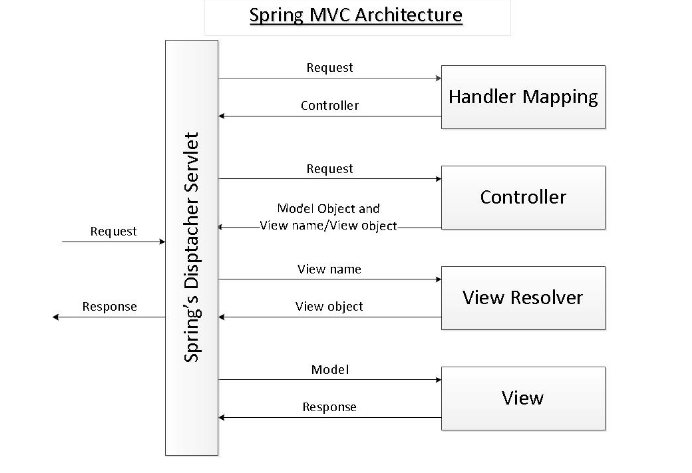 Spring MVC Architecture
Request
Handler Mapping
Controller
Request
Controller
Model Object and
View name/View object
Request
Spring's Disptacher Servlet
View name
View Resolver
View object
Response
Model
View
Response